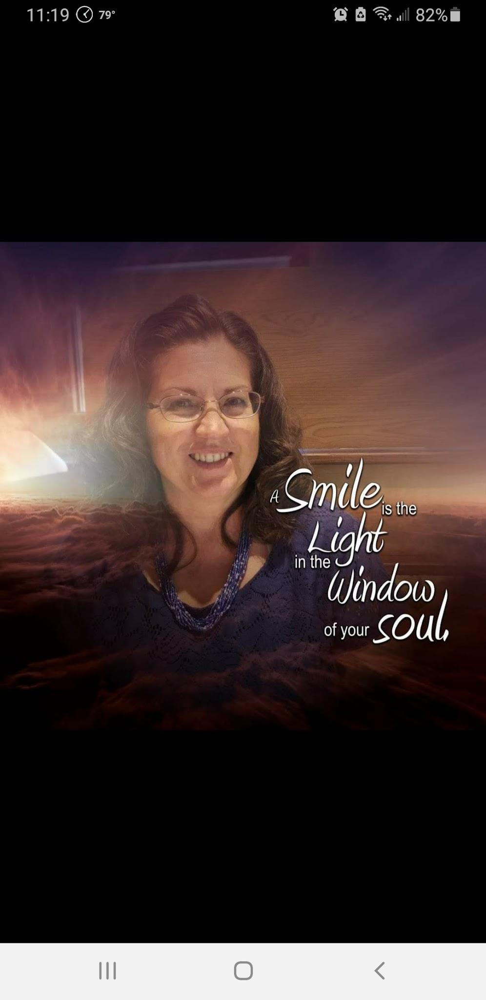 11:19 79° 82%
A Smile is the
Light
in the
Window
of your soul.